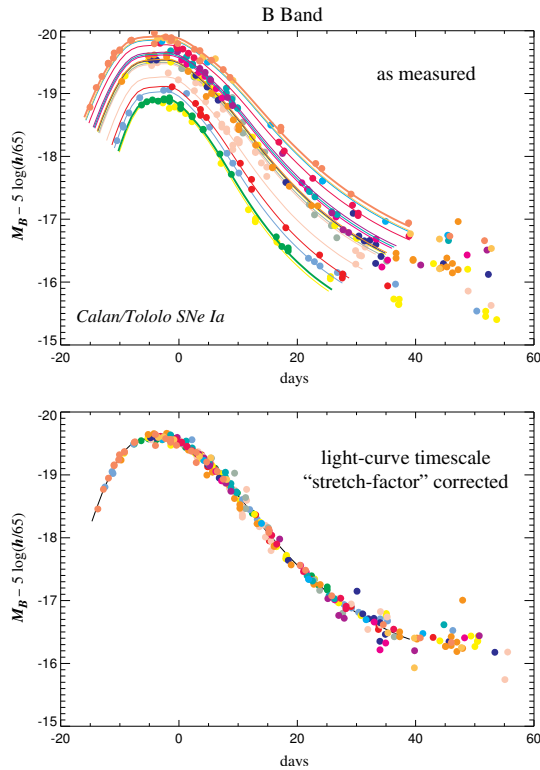 B Band
-20
as measured
-19
-18
-17
-16
Calan/Tololo SNe Ia
-15
-20 0 20 40 60
days
M_B – 5 log(h/65)
-20
light-curve timescale
“stretch-factor” corrected
-19
-18
-17
-16
-15
-20 0 20 40 60
days
M_B – 5 log(h/65)